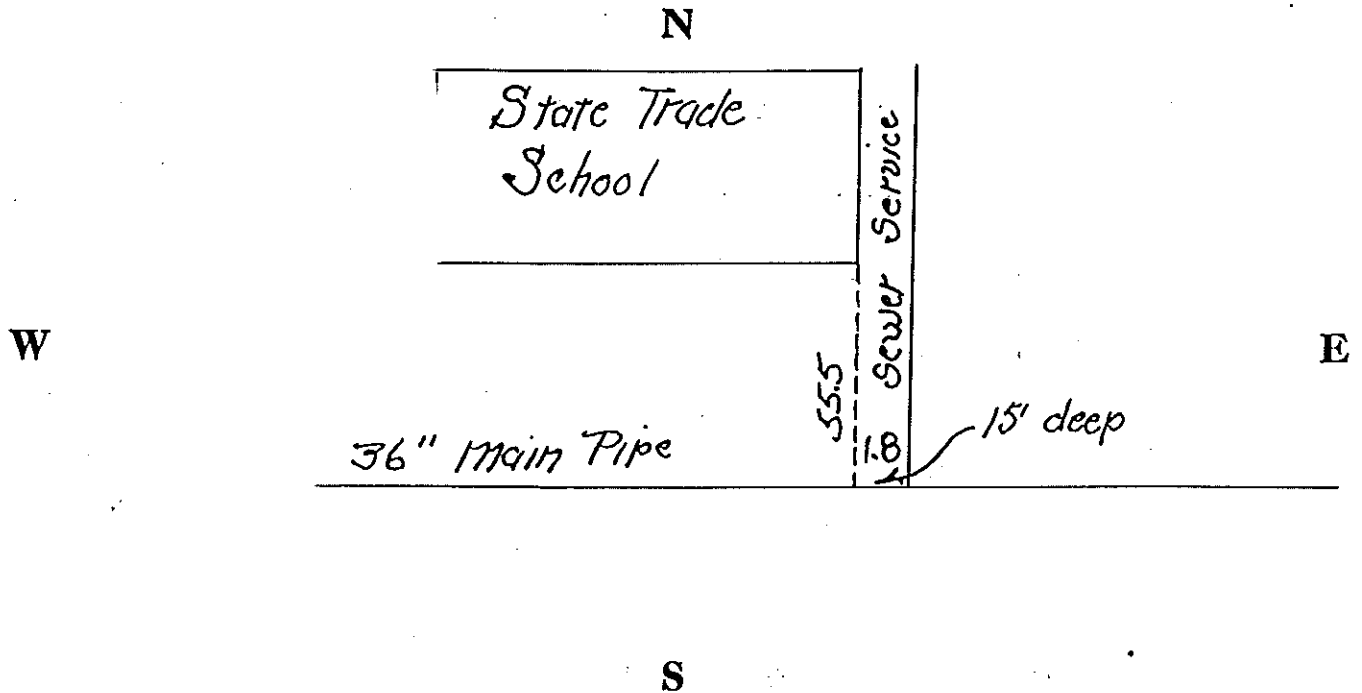 N
State Trade
School
Sewer Service
W
E
55.5
1.8
15' deep
36" Main Pipe
S